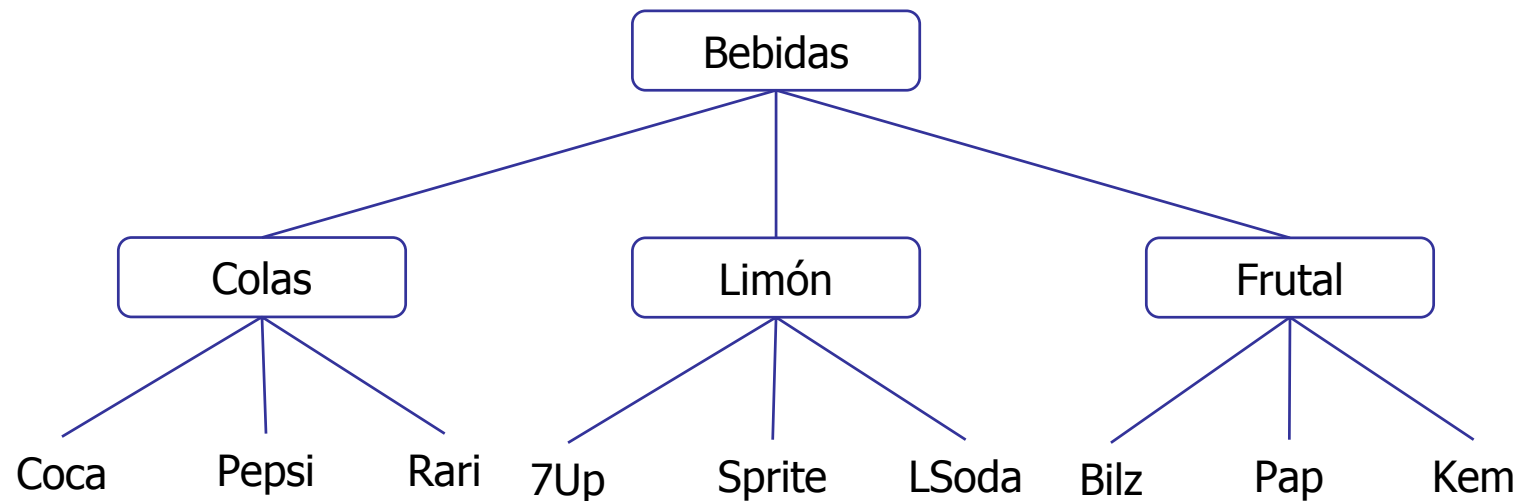 Bebidas
Colas
Limón
Frutal
Coca
Pepsi
Rari
7Up
Sprite
LSoda
Bilz
Pap
Kem